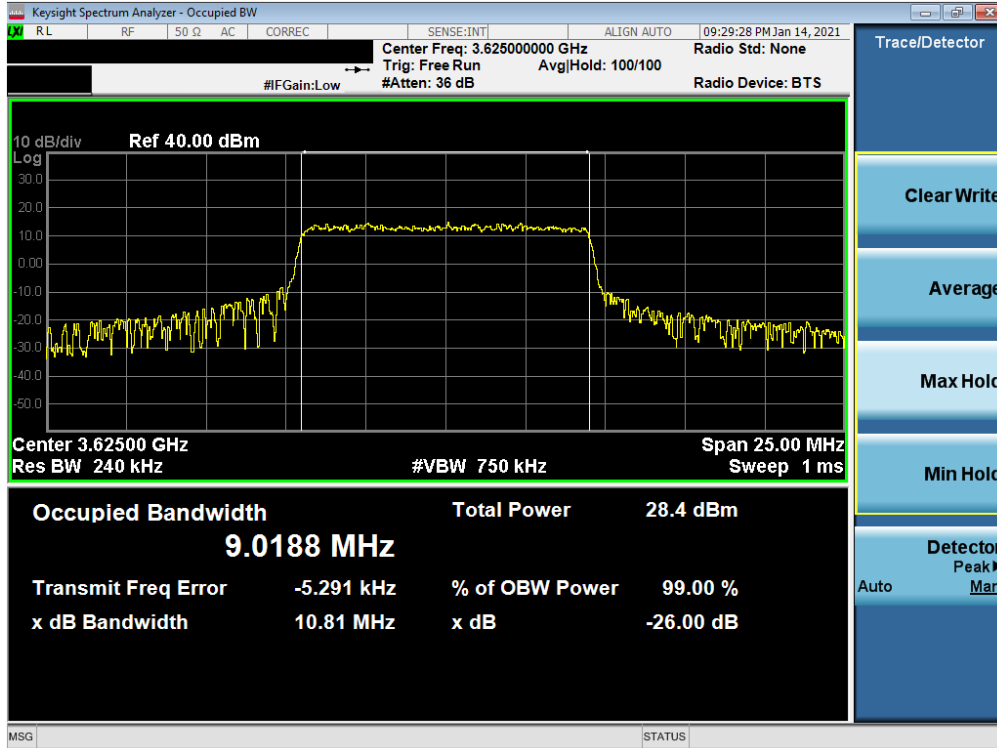 Keysight Spectrum Analyzer - Occupied BW
LXI RL RF 50 Ω AC CORREC SENSE:INT ALIGN AUTO 09:29:28 PM Jan 14, 2021
Center Freq: 3.625000000 GHz Radio Std: None
Trig: Free Run Avg|Hold: 100/100
#IFGain:Low #Atten: 36 dB Radio Device: BTS
Trace/Detector
10 dB/div Ref 40.00 dBm
Log
30.0
20.0
10.0
0.00
-10.0
-20.0
-30.0
-40.0
-50.0
Center 3.62500 GHz Span 25.00 MHz
Res BW 240 kHz #VBW 750 kHz Sweep 1 ms
Occupied Bandwidth Total Power 28.4 dBm
9.0188 MHz
Transmit Freq Error -5.291 kHz % of OBW Power 99.00 %
x dB Bandwidth 10.81 MHz x dB -26.00 dB
Clear Write
Average
Max Hold
Min Hold
Detector
Peak
Auto Man
MSG STATUS